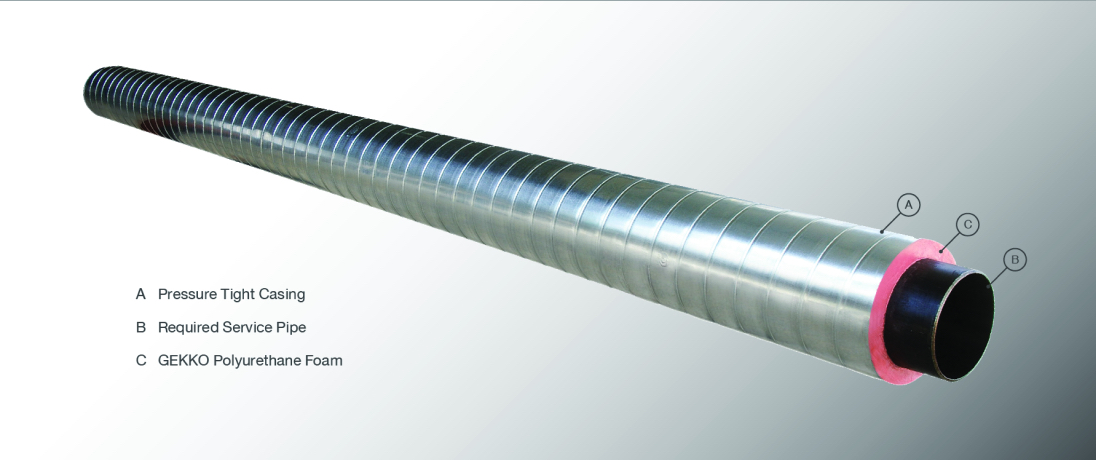 A
C
B
A Pressure Tight Casing
B Required Service Pipe
C GEKKO Polyurethane Foam